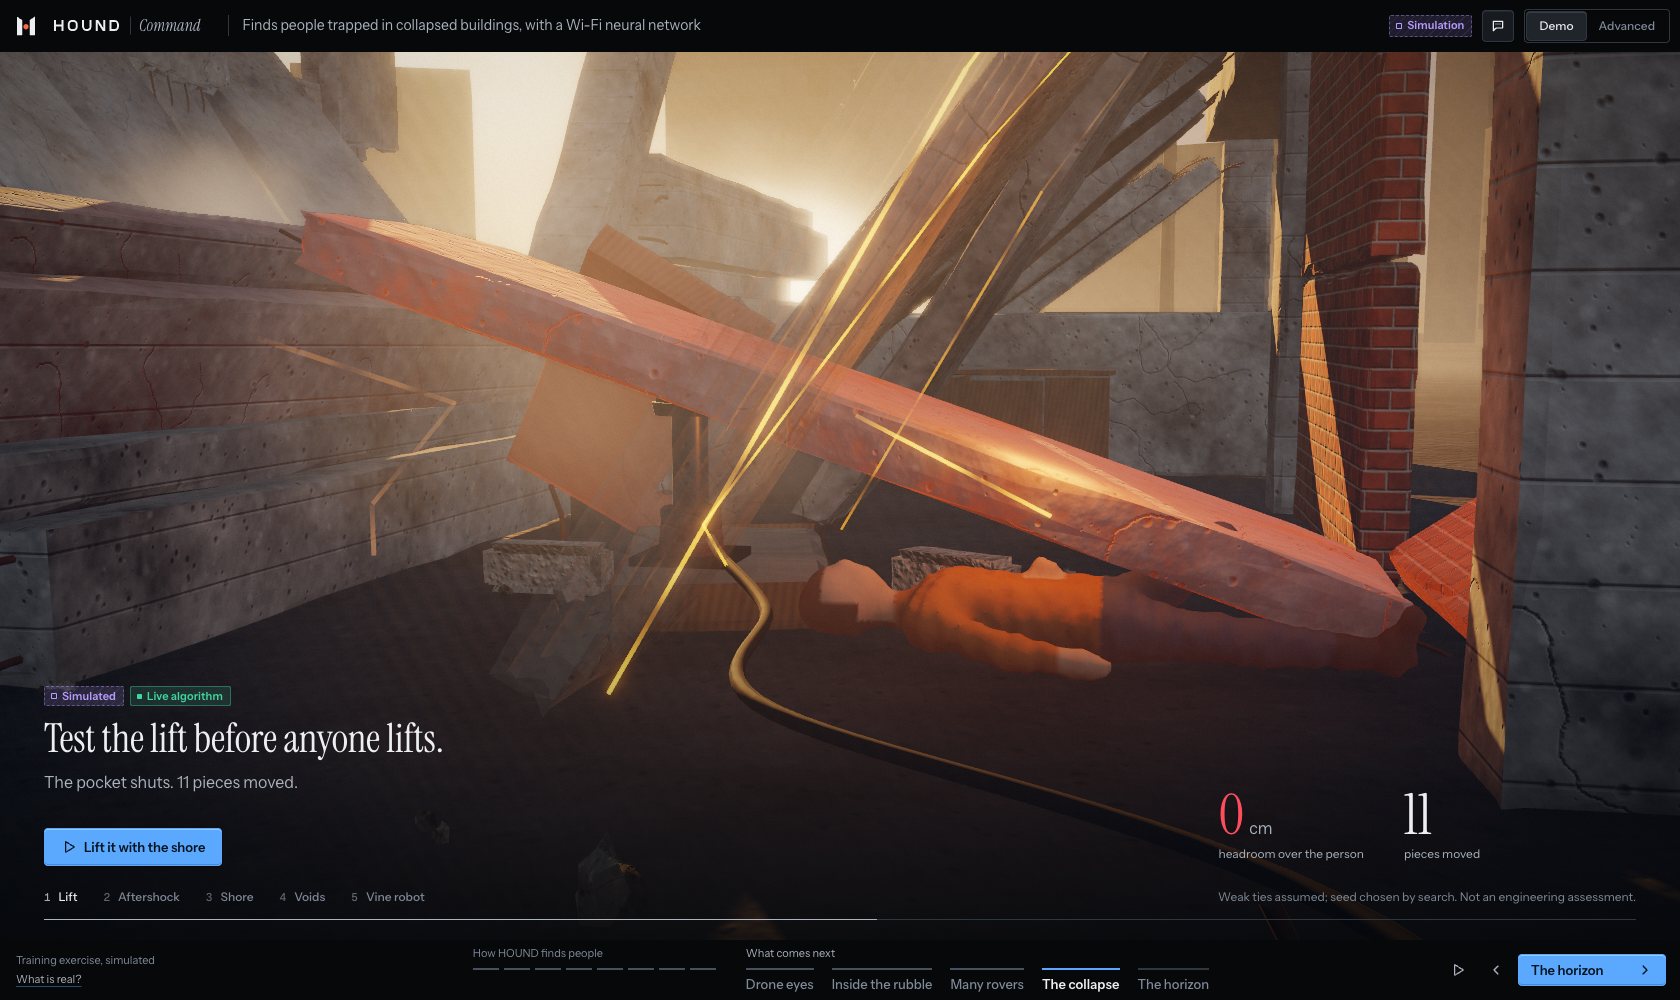 HOUND Command
Finds people trapped in collapsed buildings, with a Wi-Fi neural network
Simulation
Demo
Advanced
Simulated
Live algorithm
Test the lift before anyone lifts.
The pocket shuts. 11 pieces moved.
Lift it with the shore
0 cm
headroom over the person
11
pieces moved
1 Lift
2 Aftershock
3 Shore
4 Voids
5 Vine robot
Weak ties assumed; seed chosen by search. Not an engineering assessment.
Training exercise, simulated
What is real?
How HOUND finds people
What comes next
Drone eyes
Inside the rubble
Many rovers
The collapse
The horizon
The horizon